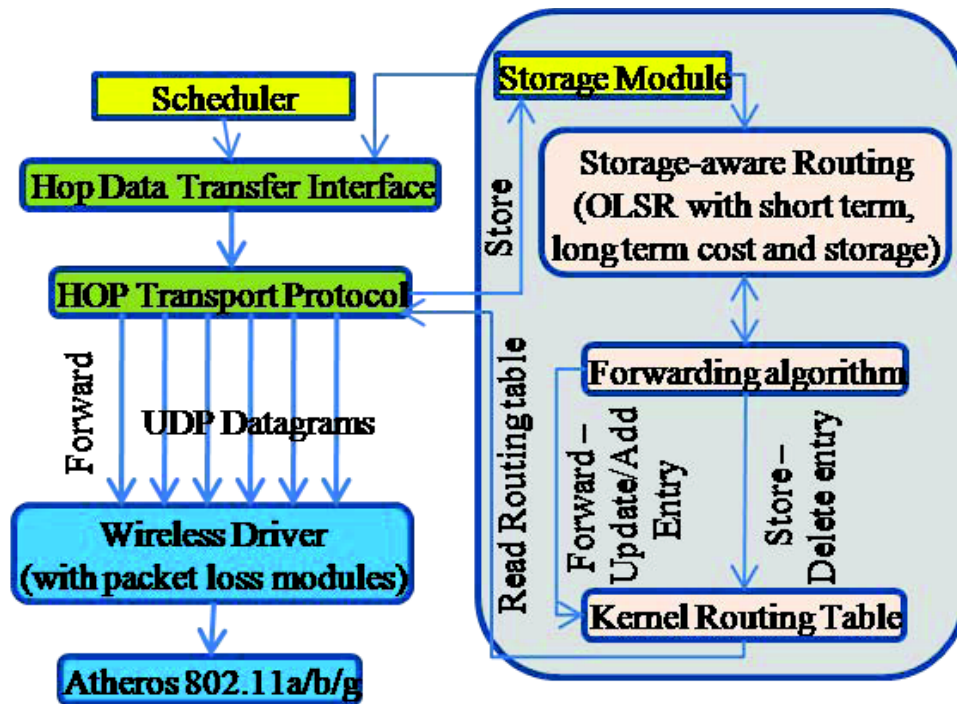 Scheduler
Hop Data Transfer Interface
HOP Transport Protocol
Forward
UDP Datagrams
Wireless Driver
(with packet loss modules)
Atheros 802.11a/b/g
Storage Module
Store
Storage-aware Routing
(OLSR with short term,
long term cost and storage)
Forwarding algorithm
Read Routing table
Forward –
Update/Add
Entry
Store –
Delete entry
Kernel Routing Table